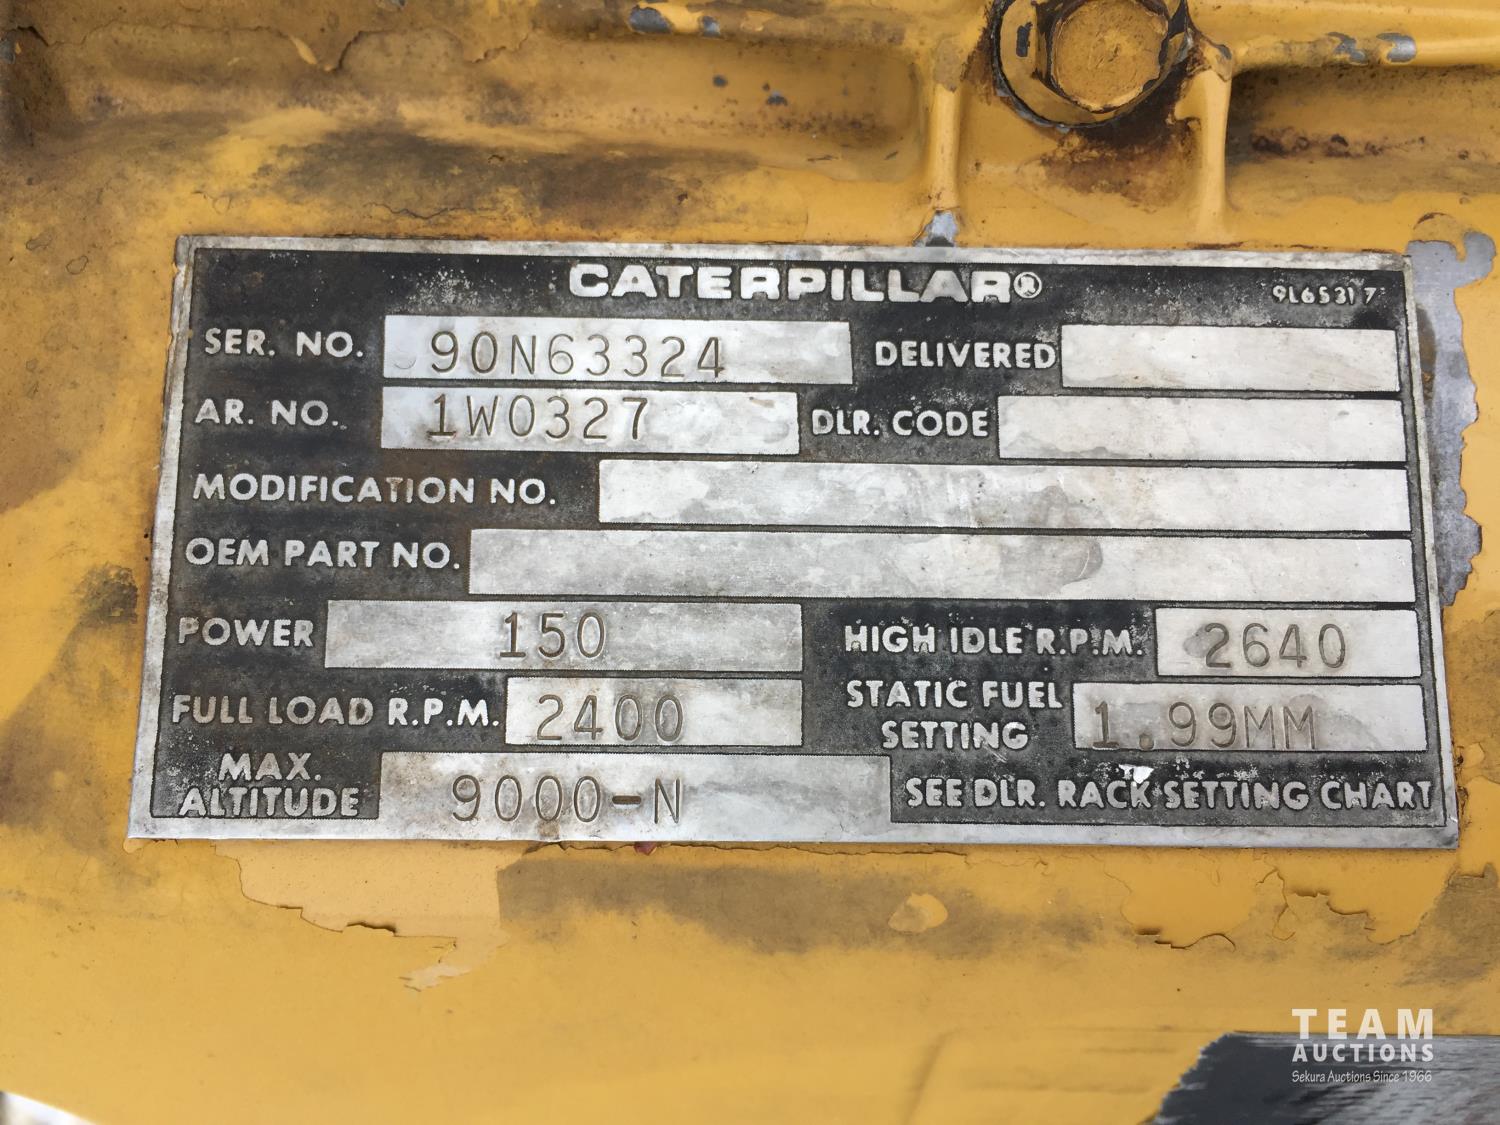 CATERPILLAR® 9L65317
SER. NO. 90N63324 DELIVERED
AR. NO. 1W0327 DLR. CODE
MODIFICATION NO.
OEM PART NO.
POWER 150 HIGH IDLE R.P.M. 2640
FULL LOAD R.P.M. 2400 STATIC FUEL SETTING 1.99MM
MAX. ALTITUDE 9000-N SEE DLR. RACK SETTING CHART
TEAM
AUCTIONS
Sekura Auctions Since 1966